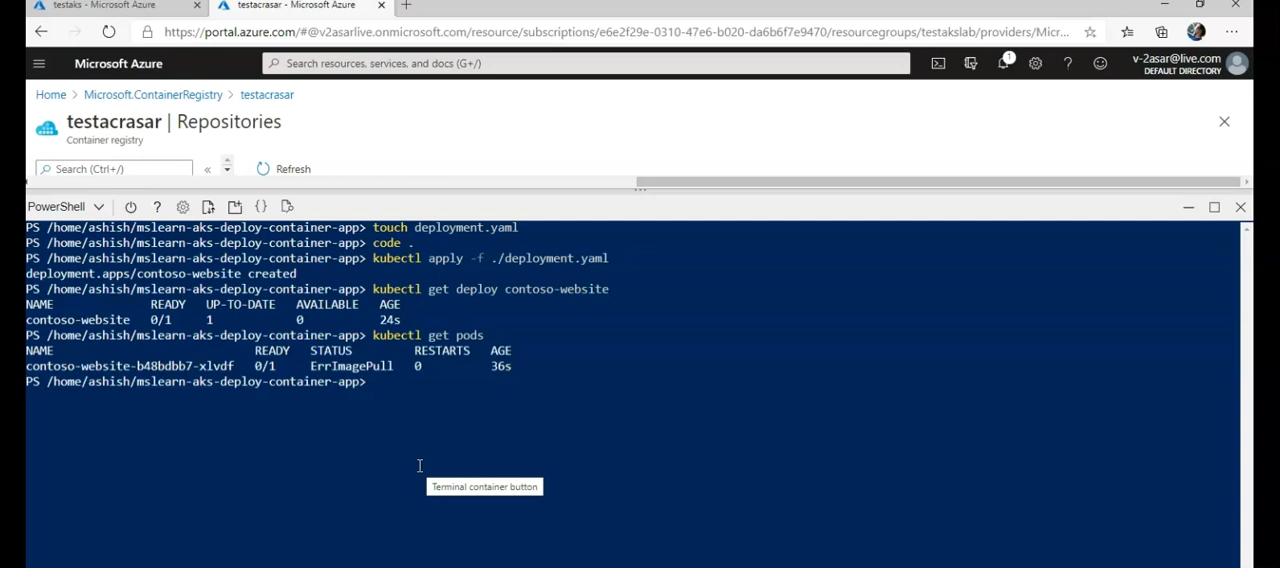 testaks - Microsoft Azure
testacrasar - Microsoft Azure
https://portal.azure.com/#@v2asarlive.onmicrosoft.com/resource/subscriptions/e6e2f29e-0310-47e6-b020-da6b6f7e9470/resourcegroups/testakslab/providers/Micr...
Microsoft Azure
Search resources, services, and docs (G+/)
1
v-2asar@live.com
DEFAULT DIRECTORY
Home > Microsoft.ContainerRegistry > testacrasar
testacrasar | Repositories
Container registry
Search (Ctrl+/)
«
Refresh
PowerShell
PS /home/ashish/mslearn-aks-deploy-container-app> touch deployment.yaml
PS /home/ashish/mslearn-aks-deploy-container-app> code .
PS /home/ashish/mslearn-aks-deploy-container-app> kubectl apply -f ./deployment.yaml
deployment.apps/contoso-website created
PS /home/ashish/mslearn-aks-deploy-container-app> kubectl get deploy contoso-website
NAME READY UP-TO-DATE AVAILABLE AGE
contoso-website 0/1 1 0 24s
PS /home/ashish/mslearn-aks-deploy-container-app> kubectl get pods
NAME READY STATUS RESTARTS AGE
contoso-website-b48bdbb7-xlvdf 0/1 ErrImagePull 0 36s
PS /home/ashish/mslearn-aks-deploy-container-app>
Terminal container button